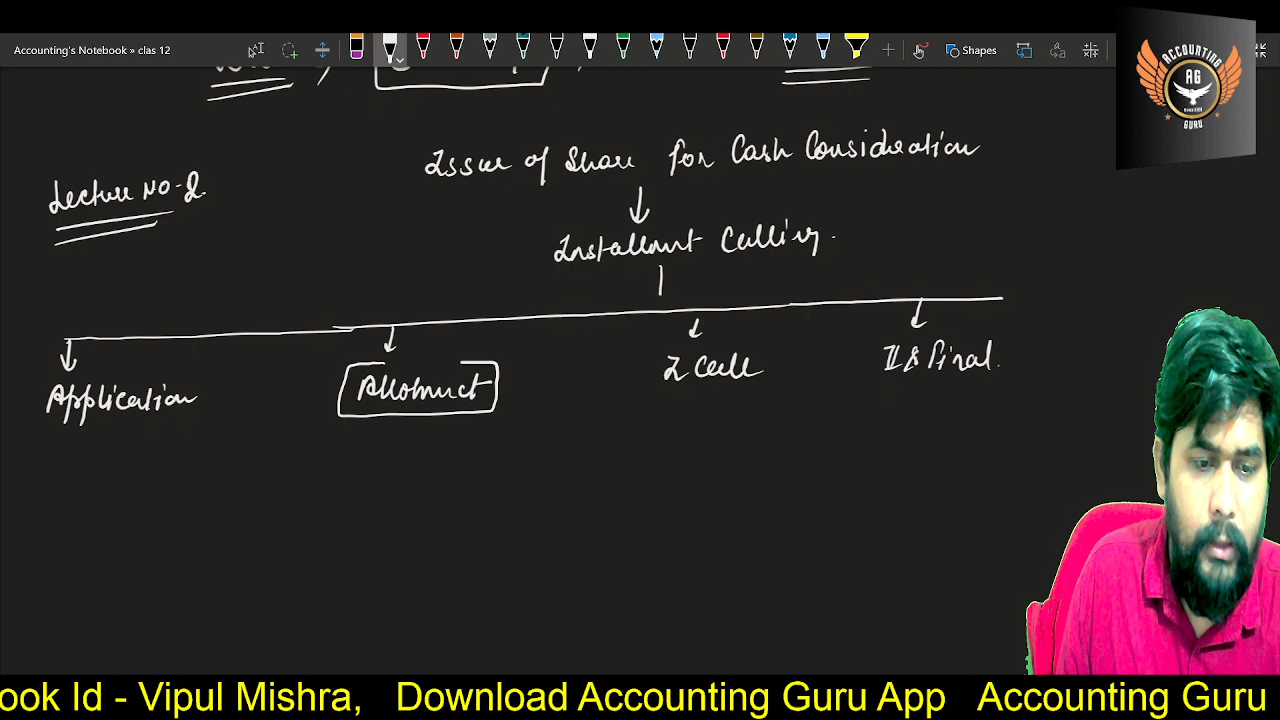 Accounting's Notebook » clas 12
Shapes
ACCOUNTING
AG
GURU
Issue of Share for Cash Consideration
Lecture No-2
Installment Calling.
Application
Allotment
I Call
II & Final.
ook Id - Vipul Mishra, Download Accounting Guru App Accounting Guru